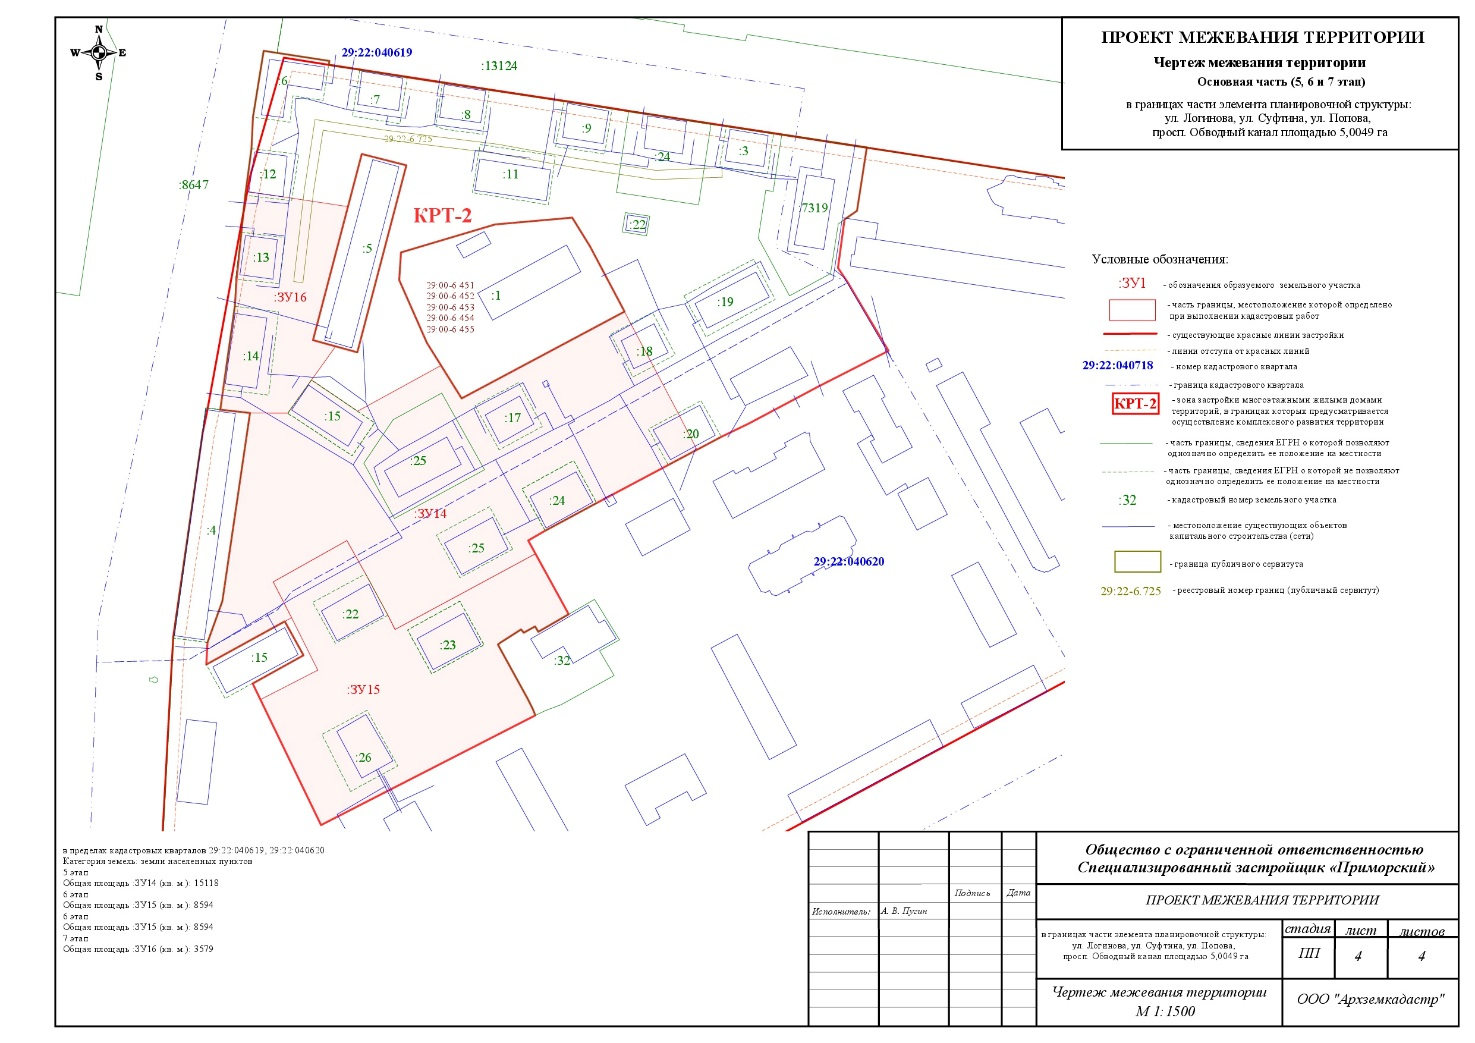 N
W E
S
29:22:040619
:13124
:6
:7
:8
:9
:24
:3
29:22-6.725
:12
:11
:8647
КРТ-2
:22
:7319
:5
:13
:ЗУ16
29:00-6.451
29:00-6.452
29:00-6.453
29:00-6.454
29:00-6.455
:1
:19
:14
:18
:15
:17
:20
:25
:24
:ЗУ14
:4
:25
29:22:040620
:22
:23
:15
:32
:ЗУ15
:26
ПРОЕКТ МЕЖЕВАНИЯ ТЕРРИТОРИИ
Чертеж межевания территории
Основная часть (5, 6 и 7 этап)
в границах части элемента планировочной структуры:
ул. Логинова, ул. Суфтина, ул. Попова,
просп. Обводный канал площадью 5,0049 га
Условные обозначения:
:ЗУ1 - обозначения образуемого земельного участка
- часть границы, местоположение которой определено
при выполнении кадастровых работ
- существующие красные линии застройки
- линии отступа от красных линий
29:22:040718 - номер кадастрового квартала
- граница кадастрового квартала
КРТ-2 - зона застройки многоэтажными жилыми домами
территорий, в границах которых предусматривается
осуществление комплексного развития территории
- часть границы, сведения ЕГРН о которой позволяют
однозначно определить ее положение на местности
- часть границы, сведения ЕГРН о которой не позволяют
однозначно определить ее положение на местности
:32 - кадастровый номер земельного участка
- местоположение существующих объектов
капитального строительства (сети)
- граница публичного сервитута
29:22-6.725 - реестровый номер границ (публичный сервитут)
в пределах кадастровых кварталов 29:22:040619, 29:22:040620
Категория земель: земли населенных пунктов
5 этап
Общая площадь :ЗУ14 (кв. м.): 15118
6 этап
Общая площадь :ЗУ15 (кв. м.): 8594
6 этап
Общая площадь :ЗУ15 (кв. м.): 8594
7 этап
Общая площадь :ЗУ16 (кв. м.): 3579
Подпись Дата
Исполнитель: А. В. Пусин
Общество с ограниченной ответственностью
Специализированный застройщик «Приморский»
ПРОЕКТ МЕЖЕВАНИЯ ТЕРРИТОРИИ
в границах части элемента планировочной структуры:
ул. Логинова, ул. Суфтина, ул. Попова,
просп. Обводный канал площадью 5,0049 га
стадия лист листов
ПП 4 4
Чертеж межевания территории
М 1:1500
ООО "Архземкадастр"